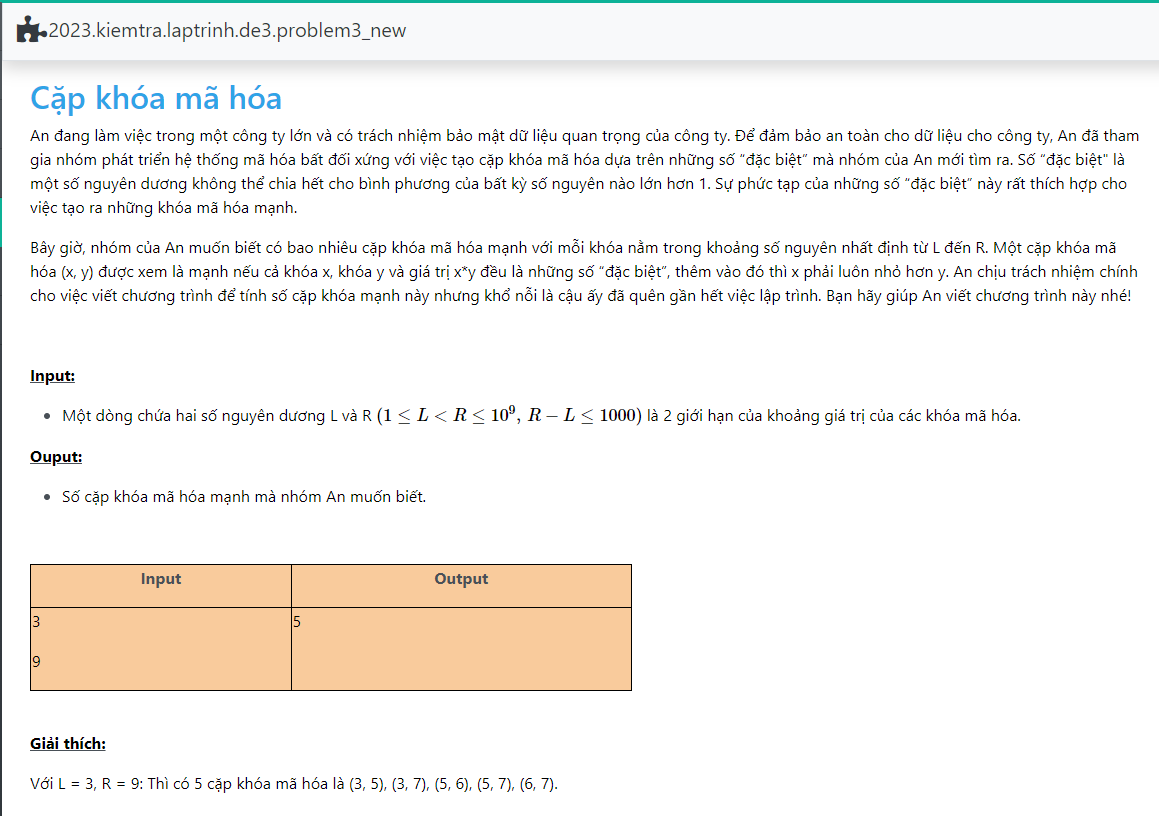 2023.kiemtra.laptrinh.de3.problem3_new
Cặp khóa mã hóa
An đang làm việc trong một công ty lớn và có trách nhiệm bảo mật dữ liệu quan trọng của công ty. Để đảm bảo an toàn cho dữ liệu cho công ty, An đã tham
gia nhóm phát triển hệ thống mã hóa bất đối xứng với việc tạo cặp khóa mã hóa dựa trên những số “đặc biệt” mà nhóm của An mới tìm ra. Số “đặc biệt" là
một số nguyên dương không thể chia hết cho bình phương của bất kỳ số nguyên nào lớn hơn 1. Sự phức tạp của những số “đặc biệt” này rất thích hợp cho
việc tạo ra những khóa mã hóa mạnh.
Bây giờ, nhóm của An muốn biết có bao nhiêu cặp khóa mã hóa mạnh với mỗi khóa nằm trong khoảng số nguyên nhất định từ L đến R. Một cặp khóa mã
hóa (x, y) được xem là mạnh nếu cả khóa x, khóa y và giá trị x*y đều là những số “đặc biệt”, thêm vào đó thì x phải luôn nhỏ hơn y. An chịu trách nhiệm chính
cho việc viết chương trình để tính số cặp khóa mạnh này nhưng khổ nỗi là cậu ấy đã quên gần hết việc lập trình. Bạn hãy giúp An viết chương trình này nhé!
Input:
• Một dòng chứa hai số nguyên dương L và R (1 ≤ L < R ≤ 10⁹, R − L ≤ 1000) là 2 giới hạn của khoảng giá trị của các khóa mã hóa.
Ouput:
• Số cặp khóa mã hóa mạnh mà nhóm An muốn biết.
Input Output
3 5
9
Giải thích:
Với L = 3, R = 9: Thì có 5 cặp khóa mã hóa là (3, 5), (3, 7), (5, 6), (5, 7), (6, 7).